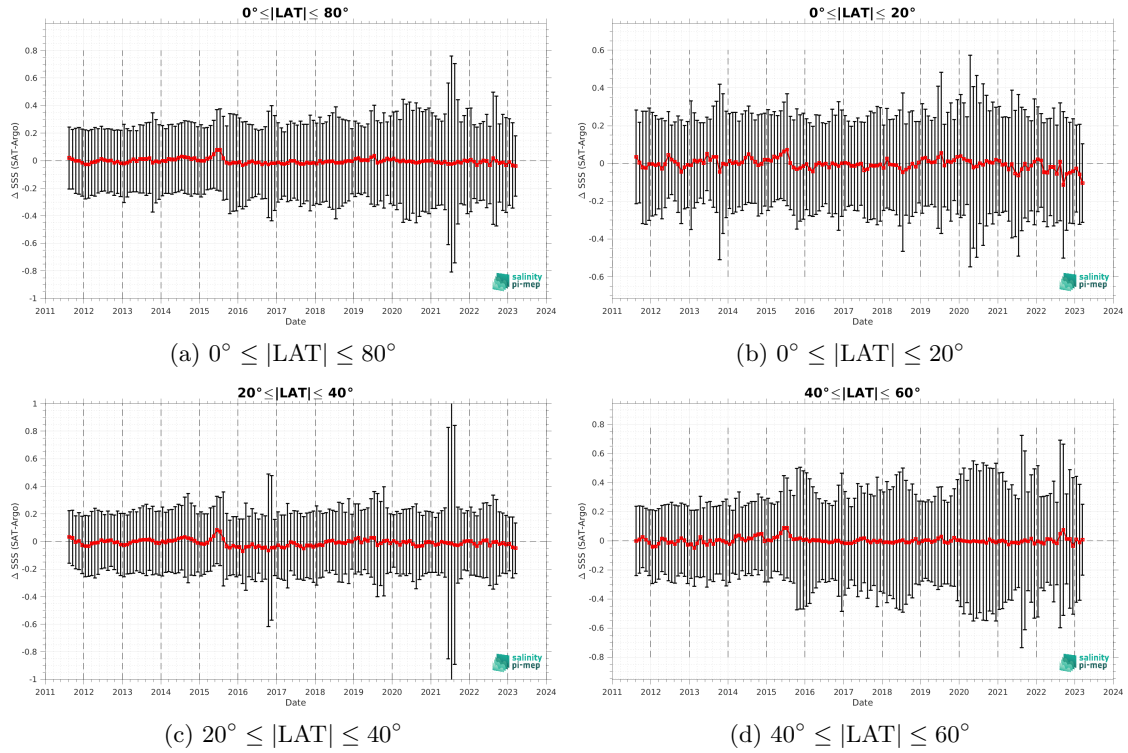 0°≤|LAT|≤ 80°
0.8
0.6
0.4
0.2
0
-0.2
-0.4
-0.6
-0.8
-1
Δ SSS (SAT-Argo)
salinity
pi-mep
2011 2012 2013 2014 2015 2016 2017 2018 2019 2020 2021 2022 2023 2024
Date
(a) 0° ≤ |LAT| ≤ 80°
0°≤|LAT|≤ 20°
0.6
0.4
0.2
0
-0.2
-0.4
-0.6
Δ SSS (SAT-Argo)
salinity
pi-mep
2011 2012 2013 2014 2015 2016 2017 2018 2019 2020 2021 2022 2023 2024
Date
(b) 0° ≤ |LAT| ≤ 20°
20°≤|LAT|≤ 40°
1
0.8
0.6
0.4
0.2
0
-0.2
-0.4
-0.6
-0.8
-1
Δ SSS (SAT-Argo)
salinity
pi-mep
2011 2012 2013 2014 2015 2016 2017 2018 2019 2020 2021 2022 2023 2024
Date
(c) 20° ≤ |LAT| ≤ 40°
40°≤|LAT|≤ 60°
0.8
0.6
0.4
0.2
0
-0.2
-0.4
-0.6
-0.8
Δ SSS (SAT-Argo)
salinity
pi-mep
2011 2012 2013 2014 2015 2016 2017 2018 2019 2020 2021 2022 2023 2024
Date
(d) 40° ≤ |LAT| ≤ 60°